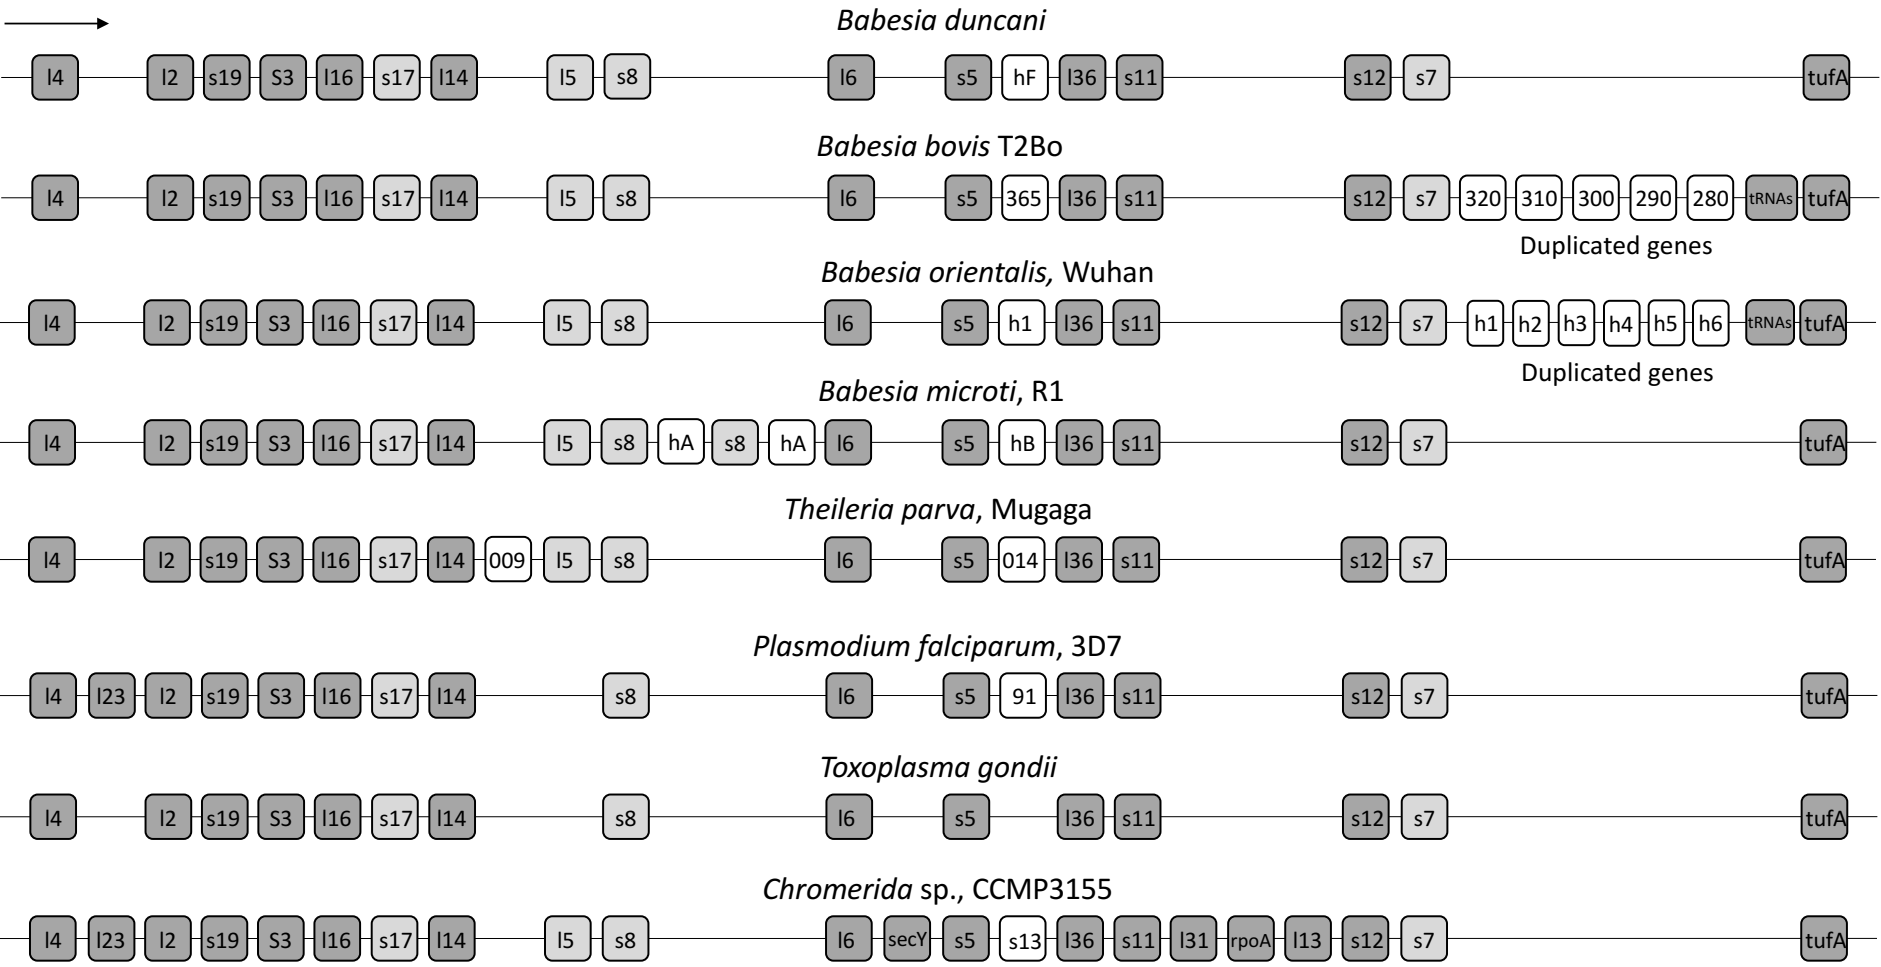 Babesia duncani
l4 l2 s19 S3 l16 s17 l14 l5 s8 l6 s5 hF l36 s11 s12 s7 tufA
Babesia bovis T2Bo
l4 l2 s19 S3 l16 s17 l14 l5 s8 l6 s5 365 l36 s11 s12 s7 320 310 300 290 280 tRNAs tufA
Duplicated genes
Babesia orientalis, Wuhan
l4 l2 s19 S3 l16 s17 l14 l5 s8 l6 s5 h1 l36 s11 s12 s7 h1 h2 h3 h4 h5 h6 tRNAs tufA
Duplicated genes
Babesia microti, R1
l4 l2 s19 S3 l16 s17 l14 l5 s8 hA s8 hA l6 s5 hB l36 s11 s12 s7 tufA
Theileria parva, Mugaga
l4 l2 s19 S3 l16 s17 l14 009 l5 s8 l6 s5 014 l36 s11 s12 s7 tufA
Plasmodium falciparum, 3D7
l4 l23 l2 s19 S3 l16 s17 l14 s8 l6 s5 91 l36 s11 s12 s7 tufA
Toxoplasma gondii
l4 l2 s19 S3 l16 s17 l14 s8 l6 s5 l36 s11 s12 s7 tufA
Chromerida sp., CCMP3155
l4 l23 l2 s19 S3 l16 s17 l14 l5 s8 l6 secY s5 s13 l36 s11 l31 rpoA l13 s12 s7 tufA